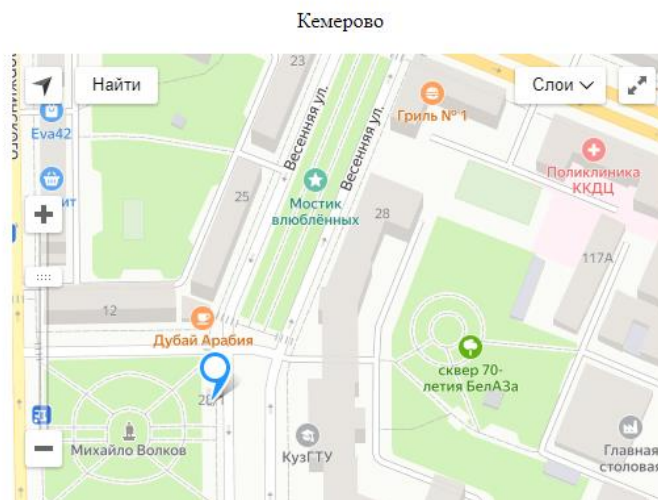 Кемерово
Найти
Слои
23
Весенняя ул.
Весенняя ул.
Гриль № 1
Eva42
Поликлиника
ККДЦ
25
Мостик
влюблённых
28
117А
12
Дубай Арабия
сквер 70-
летия БелАЗа
Михайло Волков
КузГТУ
Главная
столовая